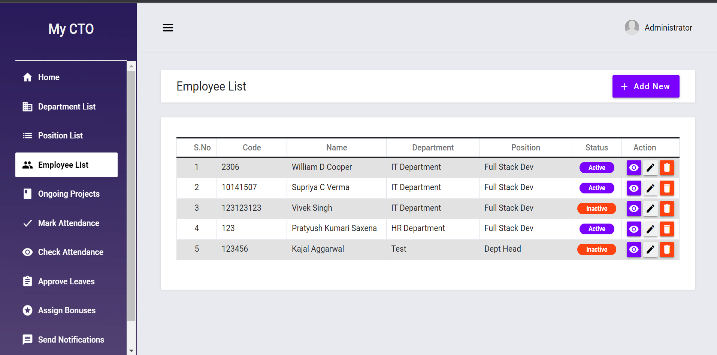 My CTO
Administrator
Home
Department List
Position List
Employee List
Ongoing Projects
Mark Attendance
Check Attendance
Approve Leaves
Assign Bonuses
Send Notifications
Employee List
+ Add New
S.No Code Name Department Position Status Action
1 2306 William D Cooper IT Department Full Stack Dev Active
2 10141507 Supriya C Verma IT Department Full Stack Dev Active
3 123123123 Vivek Singh IT Department Full Stack Dev Inactive
4 123 Pratyush Kumari Saxena HR Department Full Stack Dev Active
5 123456 Kajal Aggarwal Test Dept Head Inactive